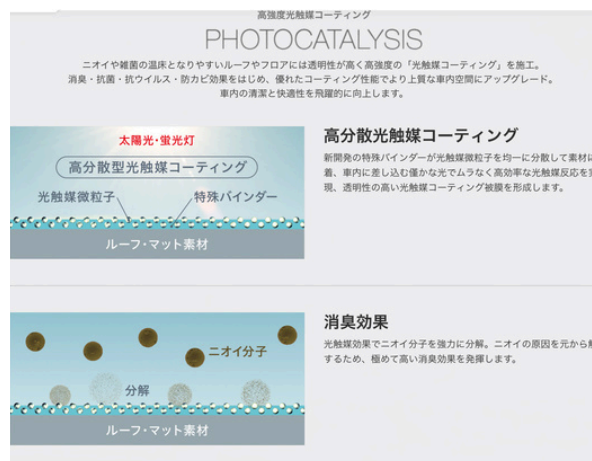 高強度光触媒コーティング
PHOTOCATALYSIS
ニオイや雑菌の温床となりやすいルーフやフロアには透明性が高く高強度の「光触媒コーティング」を施工。
消臭・抗菌・抗ウイルス・防カビ効果をはじめ、優れたコーティング性能でより上質な車内空間にアップグレード。
車内の清潔と快適性を飛躍的に向上します。
太陽光・蛍光灯
高分散型光触媒コーティング
光触媒微粒子
特殊バインダー
ルーフ・マット素材
高分散光触媒コーティング
新開発の特殊バインダーが光触媒微粒子を均一に分散して素材に
着、車内に差し込む僅かな光でムラなく高効率な光触媒反応を
現、透明性の高い光触媒コーティング被膜を形成します。
ニオイ分子
分解
ルーフ・マット素材
消臭効果
光触媒効果でニオイ分子を強力に分解。ニオイの原因を元から
するため、極めて高い消臭効果を発揮します。